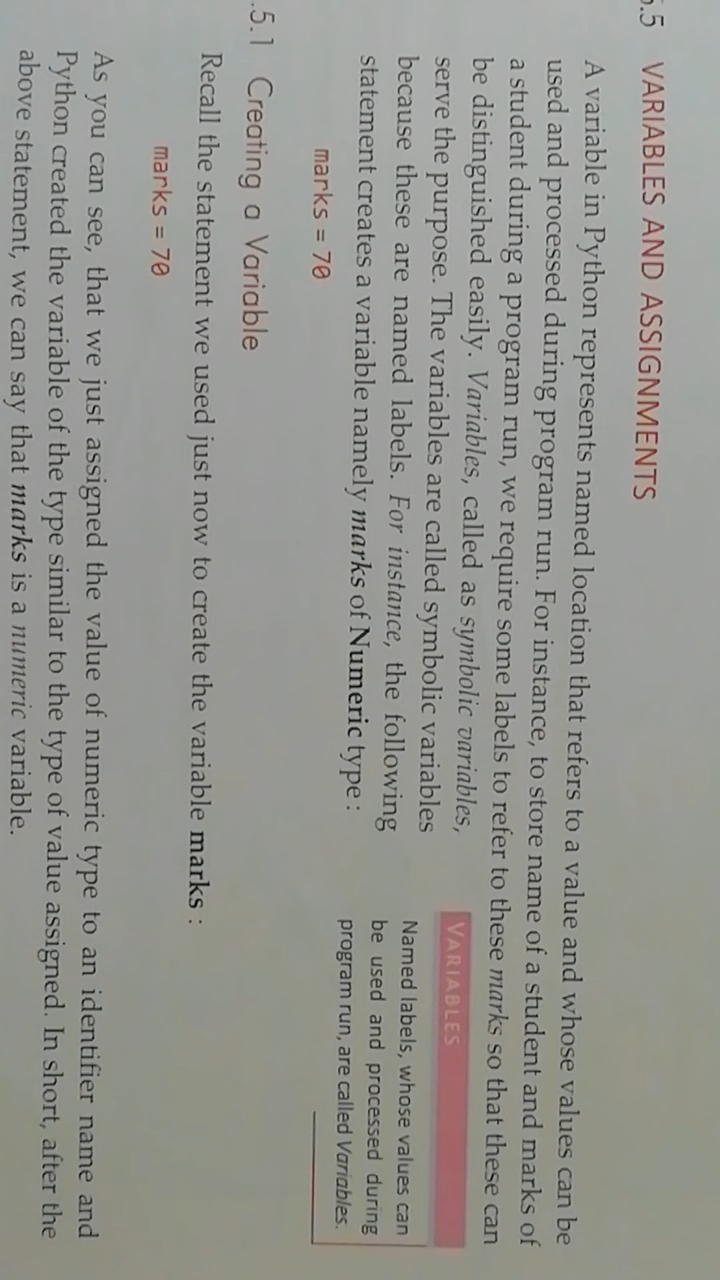 .5 VARIABLES AND ASSIGNMENTS
A variable in Python represents named location that refers to a value and whose values can be
used and processed during program run. For instance, to store name of a student and marks of
a student during a program run, we require some labels to refer to these marks so that these can
be distinguished easily. Variables, called as symbolic variables,
serve the purpose. The variables are called symbolic variables
because these are named labels. For instance, the following
statement creates a variable namely marks of Numeric type :
marks = 70
VARIABLES
Named labels, whose values can
be used and processed during
program run, are called Variables.
.5.1 Creating a Variable
Recall the statement we used just now to create the variable marks :
marks = 70
As you can see, that we just assigned the value of numeric type to an identifier name and
Python created the variable of the type similar to the type of value assigned. In short, after the
above statement, we can say that marks is a numeric variable.